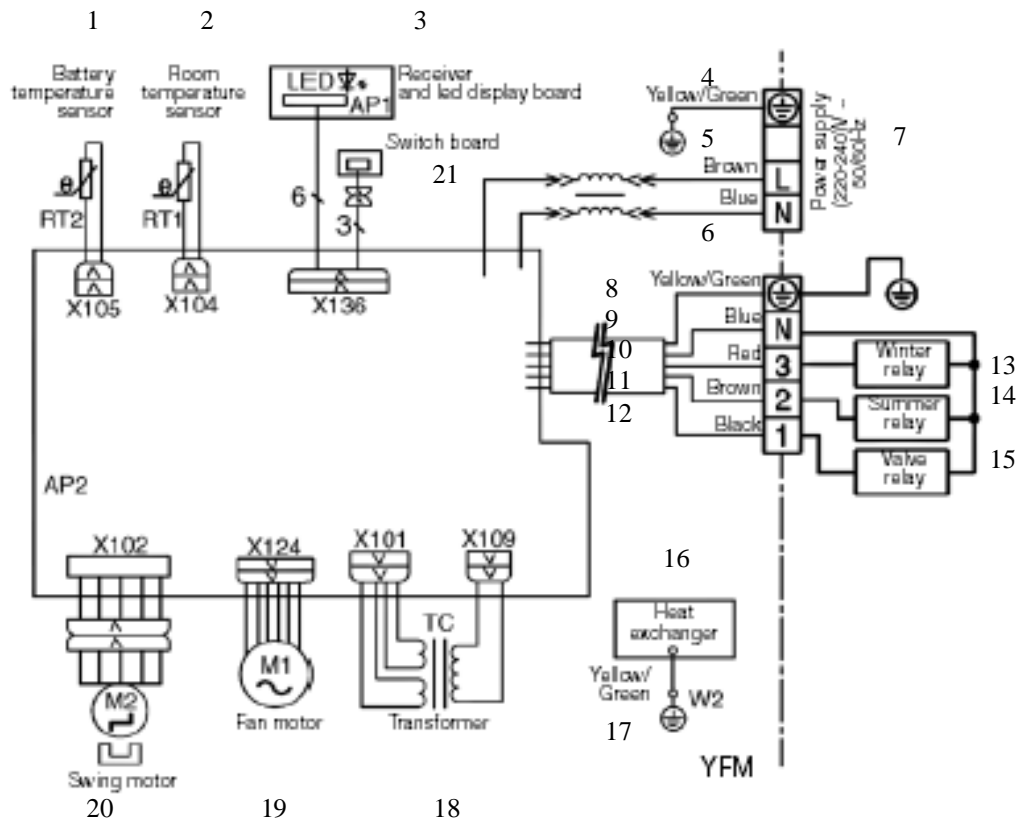 1
2
3
Battery
temperature
sensor
Room
temperature
sensor
LED
AP1
Receiver
and led display board
Switch board
21
4
Yellow/Green
5
Brown
L
Blue
N
6
Power supply
(220-240)V ~
50/60Hz
7
RT2
RT1
6
3
X105
X104
X136
8
Yellow/Green
9
Blue
N
10
Red
3
11
Brown
2
12
Black
1
Winter
relay
13
Summer
relay
14
Valve
relay
15
AP2
X102
X124
X101
X109
M2
Swing motor
20
M1
Fan motor
19
TC
Transformer
18
16
Heat
exchanger
Yellow/
Green
W2
17
YFM